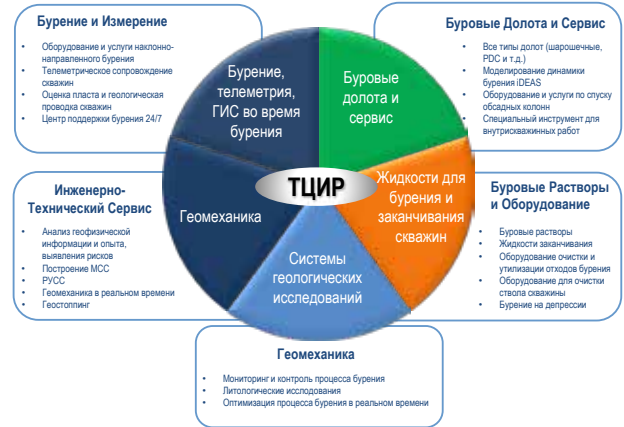 Бурение и Измерение
• Оборудование и услуги наклонно-
направленного бурения
• Телеметрическое сопровождение
скважин
• Оценка пласта и геологическая
проводка скважин
• Центр поддержки бурения 24/7
Буровые Долота и Сервис
• Все типы долот (шарошечные,
PDC и т.д.)
• Моделирование динамики
бурения iDEAS
• Оборудование и услуги по спуску
обсадных колонн
• Специальный инструмент для
внутрискважинных работ
Бурение,
телеметрия,
ГИС во время
бурения
Буровые
долота и
сервис
ТЦИР
Геомеханика
Жидкости для
бурения и
заканчивания
скважин
Системы
геологических
исследований
Инженерно-
Технический Сервис
• Анализ геофизической
информации и опыта,
выявления рисков
• Построение МСС
• РУСС
• Геомеханика в реальном времени
• Геостоппинг
Буровые Растворы
и Оборудование
• Буровые растворы
• Жидкости заканчивания
• Оборудование очистки и
утилизации отходов бурения
• Оборудование для очистки
ствола скважины
• Бурение на депрессии
Геомеханика
• Мониторинг и контроль процесса бурения
• Литологические исследования
• Оптимизация процесса бурения в реальном времени